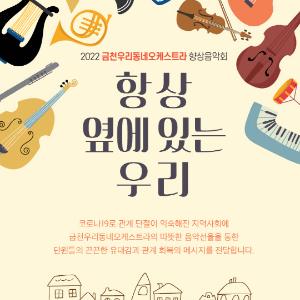 2022 금천우리동네오케스트라 향상음악회
항상
옆에 있는
우리
코로나19로 관계 단절이 익숙해진 지역사회에
금천우리동네오케스트라의 따뜻한 음악선율을 통한
단원들의 끈끈한 유대감과 관계 회복의 메시지를 전달합니다.